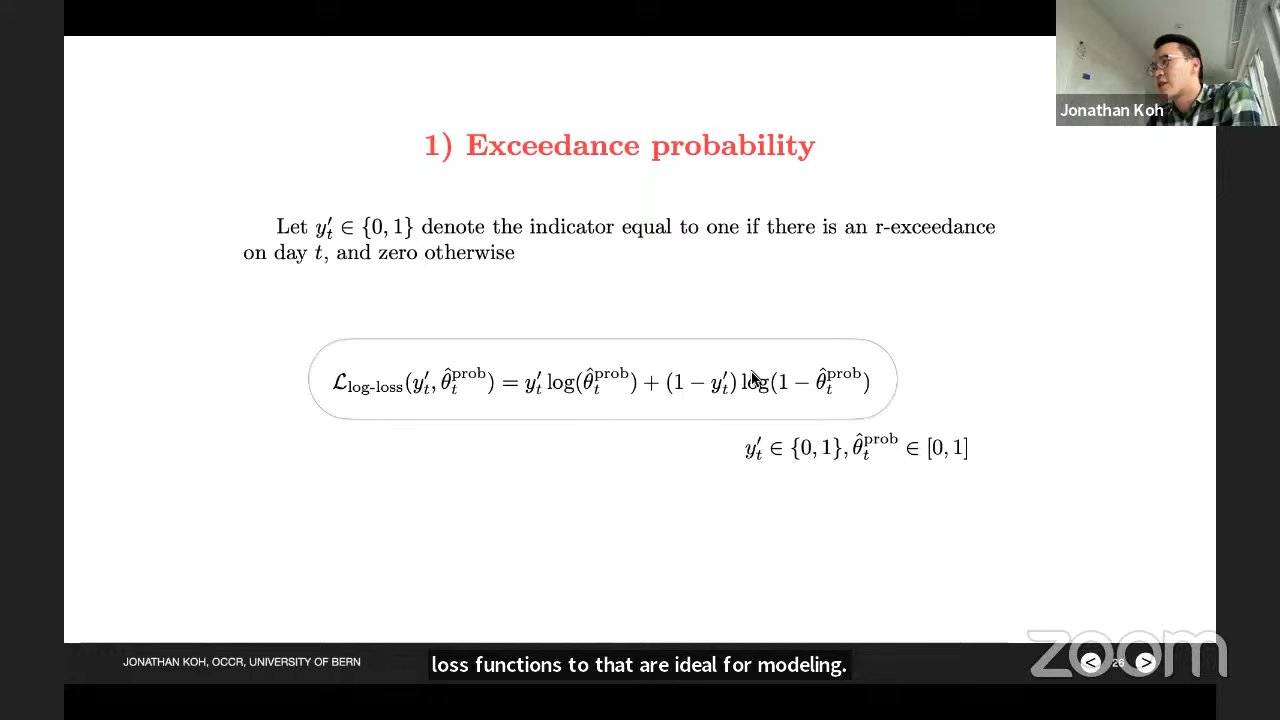 Jonathan Koh
1) Exceedance probability
Let y′_t ∈ {0, 1} denote the indicator equal to one if there is an r-exceedance
on day t, and zero otherwise
ℒ_log-loss(y′_t, θ̂_t^prob) = y′_t log(θ̂_t^prob) + (1 − y′_t) log(1 − θ̂_t^prob)
y′_t ∈ {0, 1}, θ̂_t^prob ∈ [0, 1]
JONATHAN KOH, OCCR, UNIVERSITY OF BERN
loss functions to that are ideal for modeling.
26
zoom